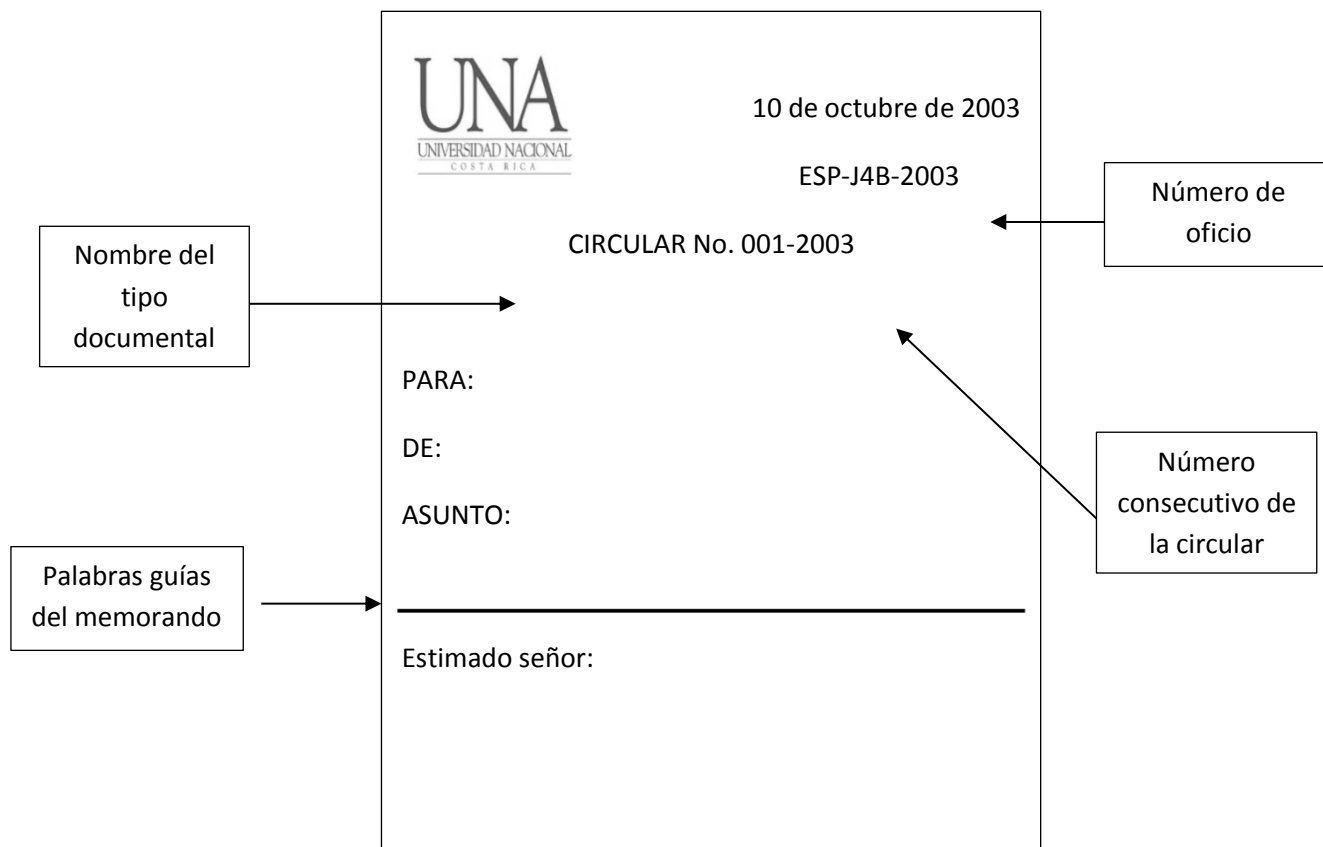 UNA
UNIVERSIDAD NACIONAL
COSTA RICA
10 de octubre de 2003
ESP-J4B-2003
CIRCULAR No. 001-2003
Número de
oficio
Nombre del
tipo
documental
PARA:
DE:
ASUNTO:
Número
consecutivo de
la circular
Palabras guías
del memorando
Estimado señor: